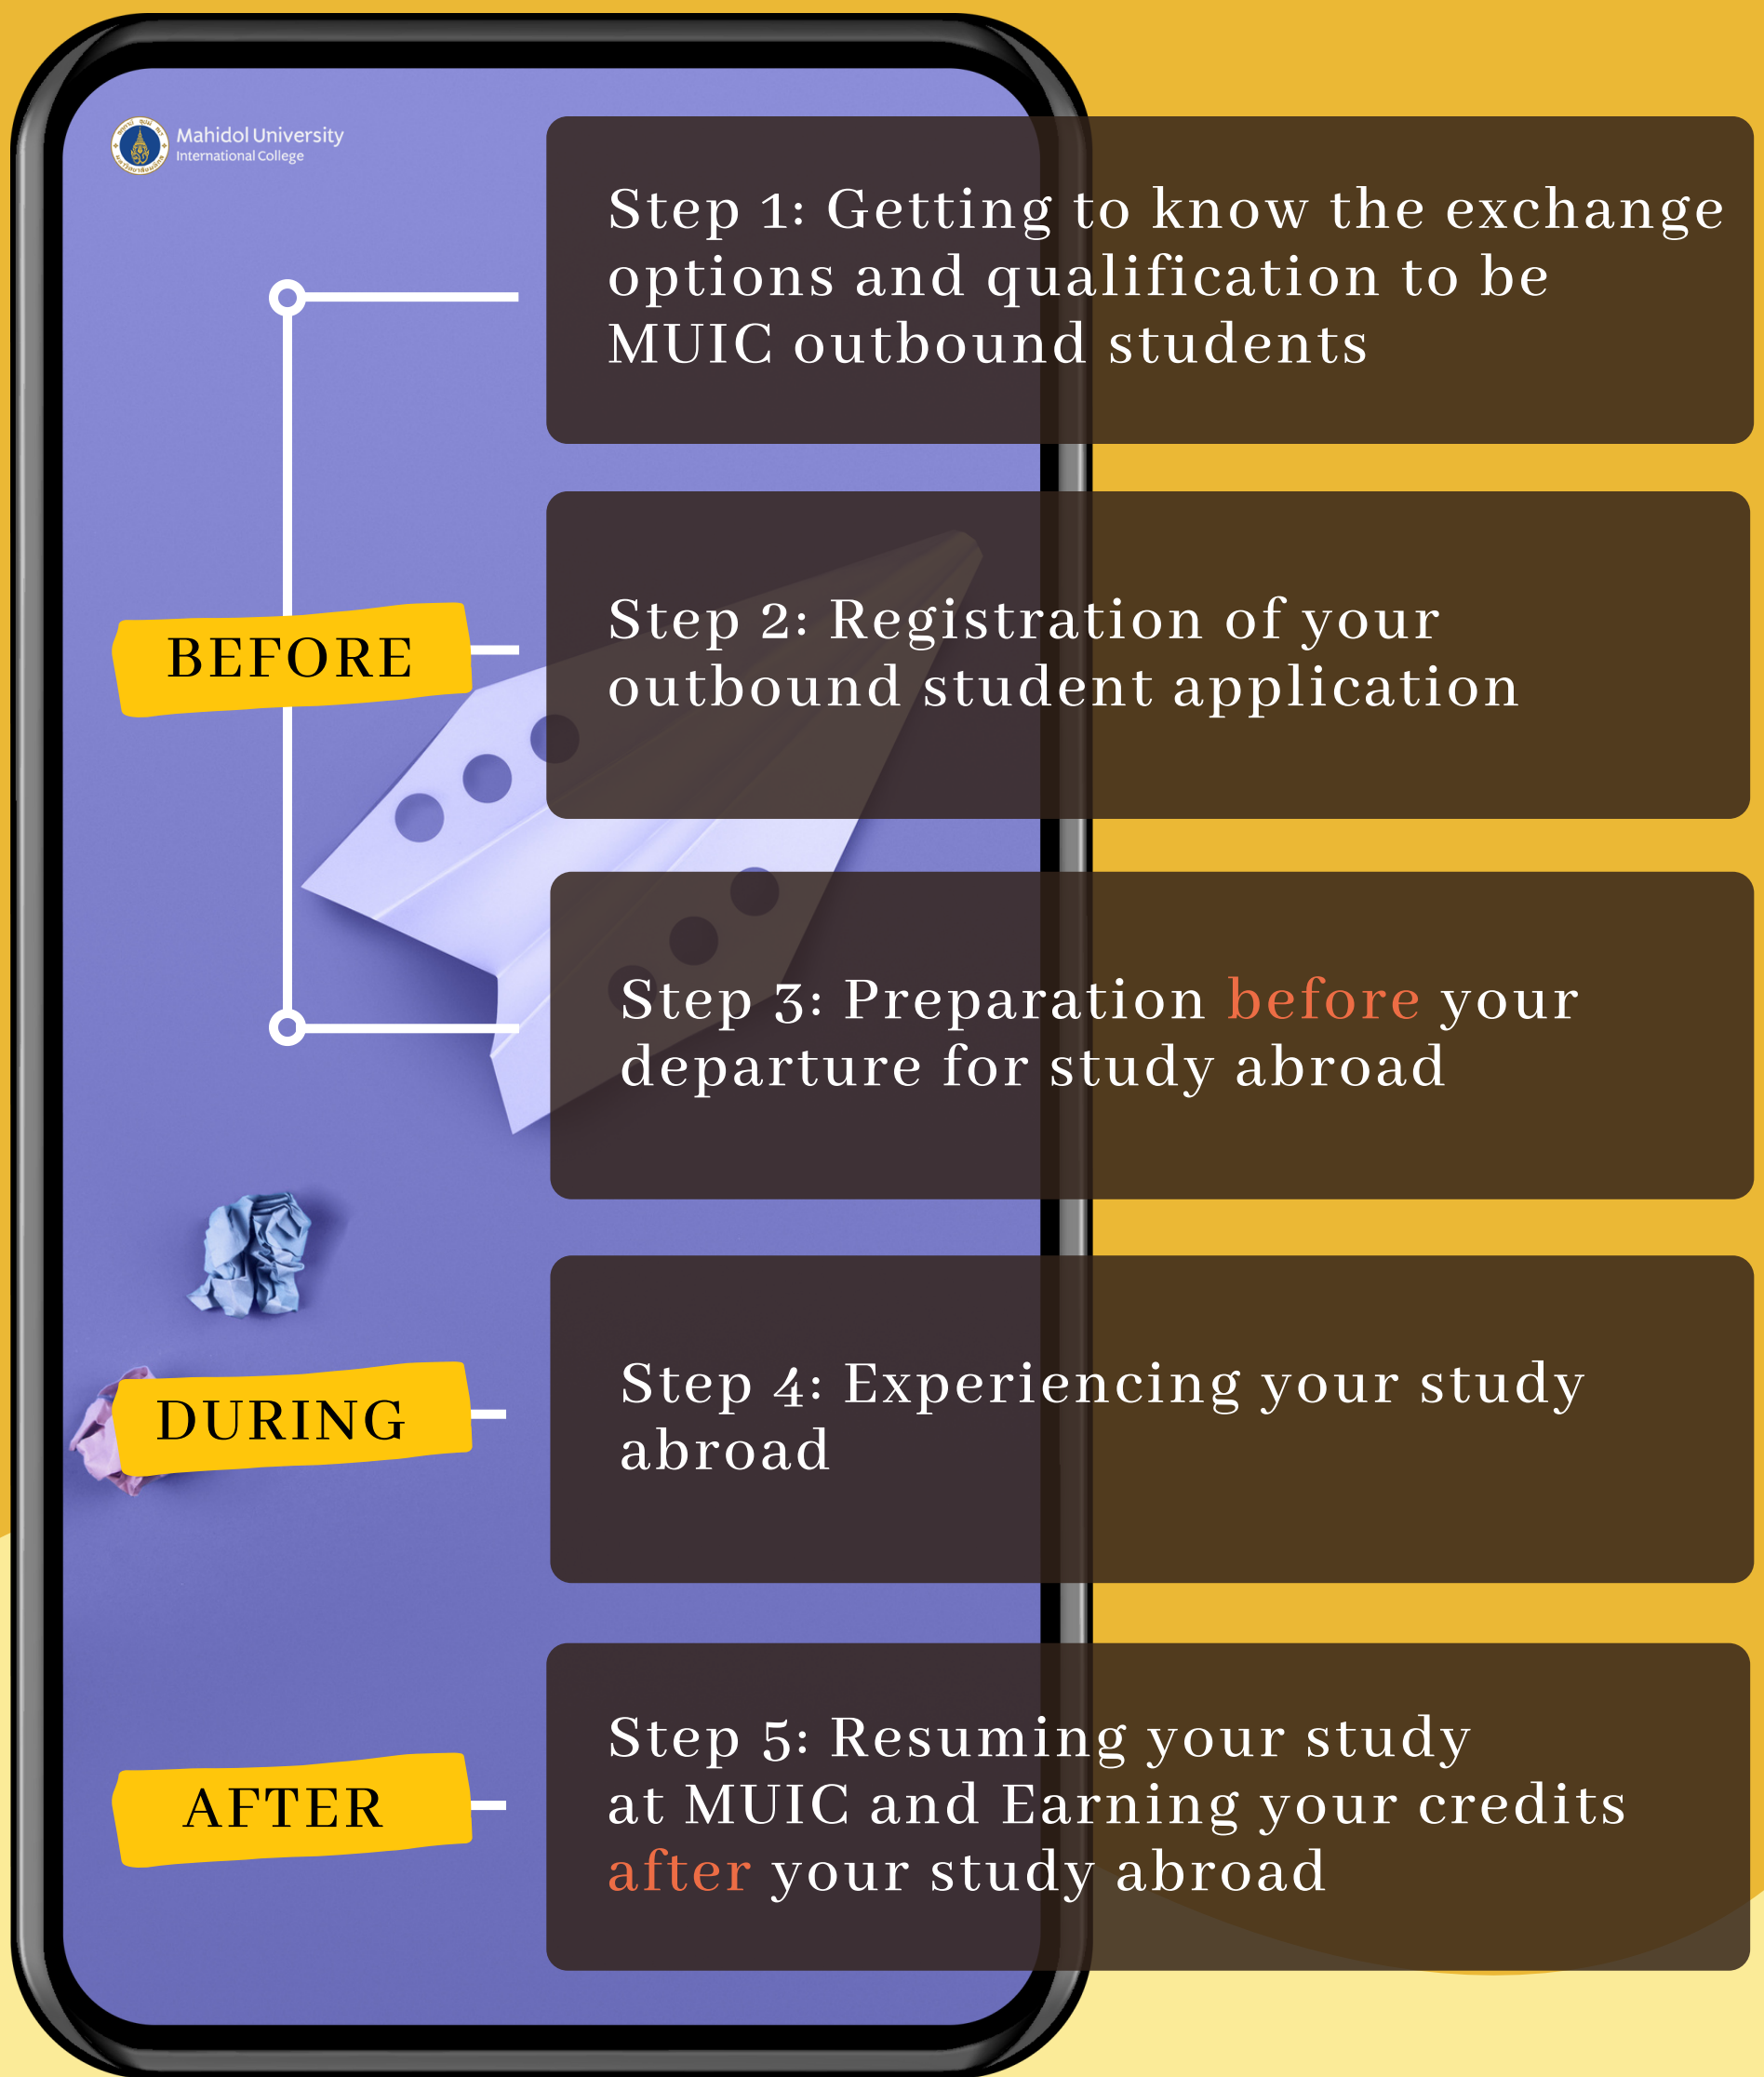 Mahidol University
International College
Step 1: Getting to know the exchange
options and qualification to be
MUIC outbound students
BEFORE
Step 2: Registration of your
outbound student application
Step 3: Preparation before your
departure for study abroad
DURING
Step 4: Experiencing your study
abroad
AFTER
Step 5: Resuming your study
at MUIC and Earning your credits
after your study abroad